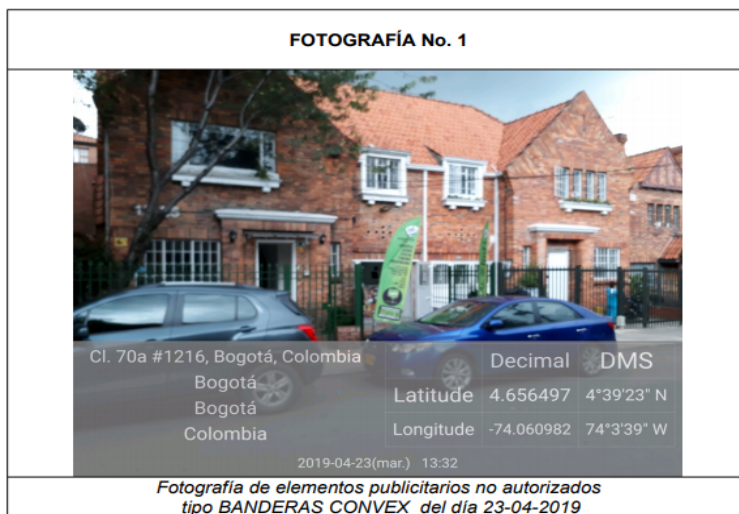 FOTOGRAFÍA No. 1
Cl. 70a #1216, Bogotá, Colombia
Bogotá
Bogotá
Colombia
Decimal DMS
Latitude 4.656497 4°39'23" N
Longitude -74.060982 74°3'39" W
2019-04-23(mar.) 13:32
Fotografía de elementos publicitarios no autorizados
tipo BANDERAS CONVEX del día 23-04-2019